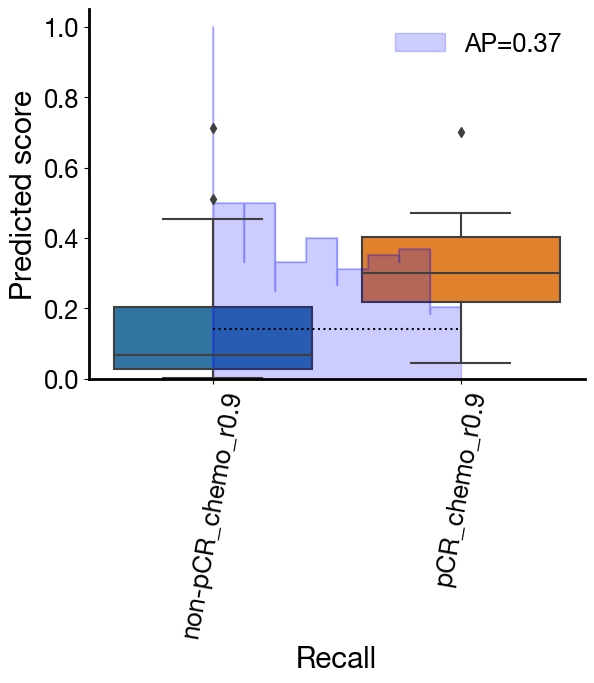 AP=0.37
Predicted score
1.0
0.8
0.6
0.4
0.2
0.0
non-pCR_chemo_r0.9
pCR_chemo_r0.9
Recall